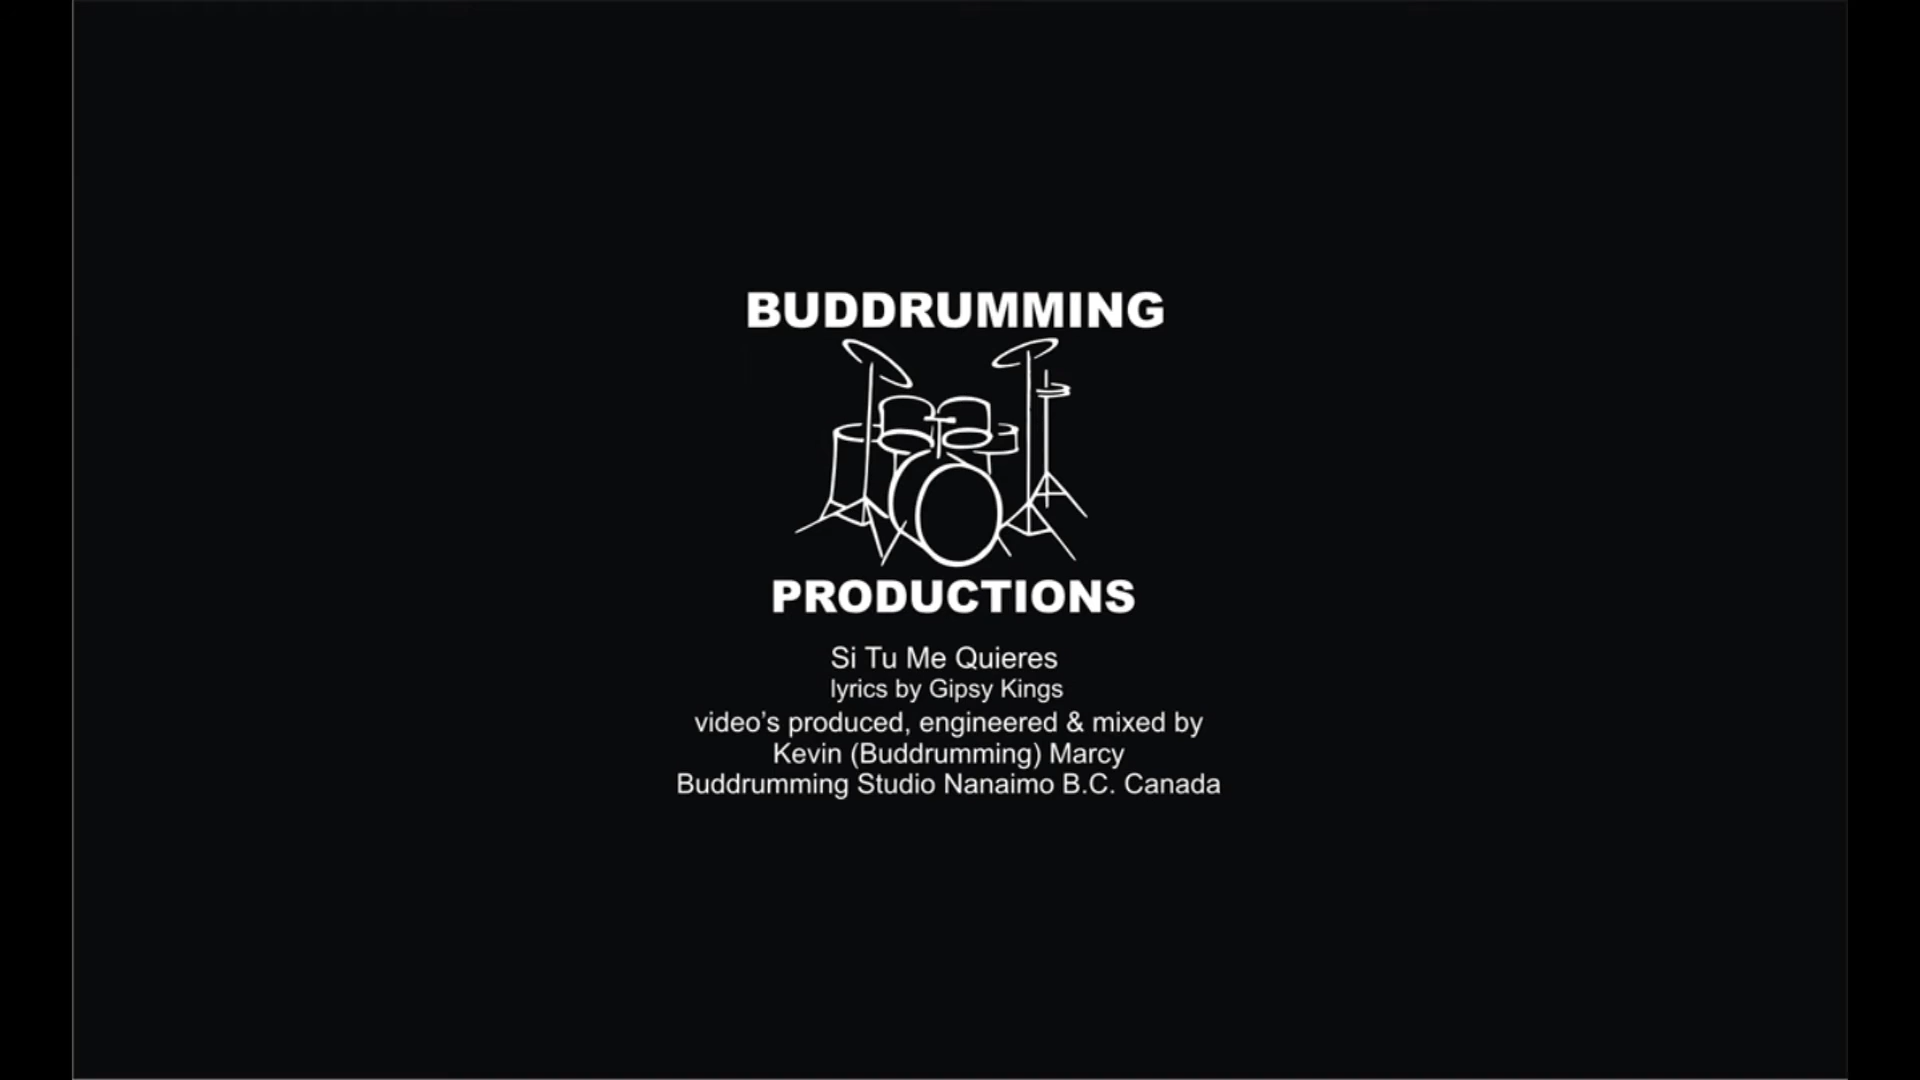 BUDDRUMMING
PRODUCTIONS
Si Tu Me Quieres
lyrics by Gipsy Kings
video's produced, engineered & mixed by
Kevin (Buddrumming) Marcy
Buddrumming Studio Nanaimo B.C. Canada